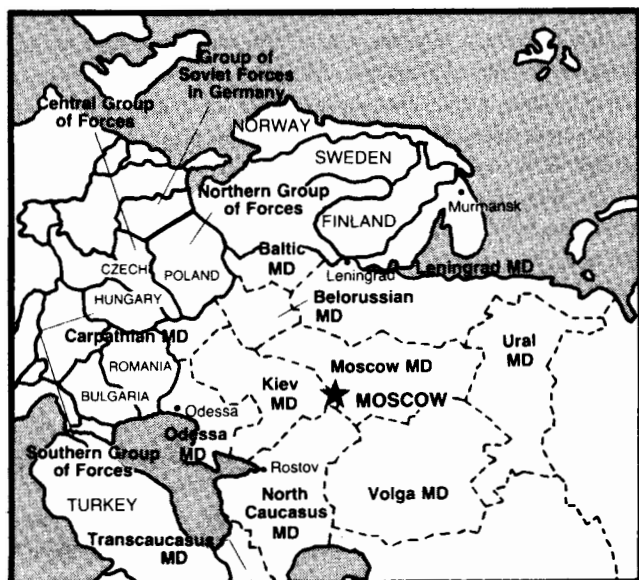 Group of
Soviet Forces
in Germany
Central Group
of Forces
NORWAY
SWEDEN
Northern Group
of Forces
FINLAND
Murmansk
Baltic
MD
Leningrad
Leningrad MD
CZECH
POLAND
HUNGARY
Belorussian
MD
Carpathian MD
Ural
MD
ROMANIA
Moscow MD
Kiev
MD
BULGARIA
MOSCOW
Odessa
Odessa
MD
Southern Group
of Forces
Rostov
TURKEY
North
Caucasus
MD
Volga MD
Transcaucasus
MD